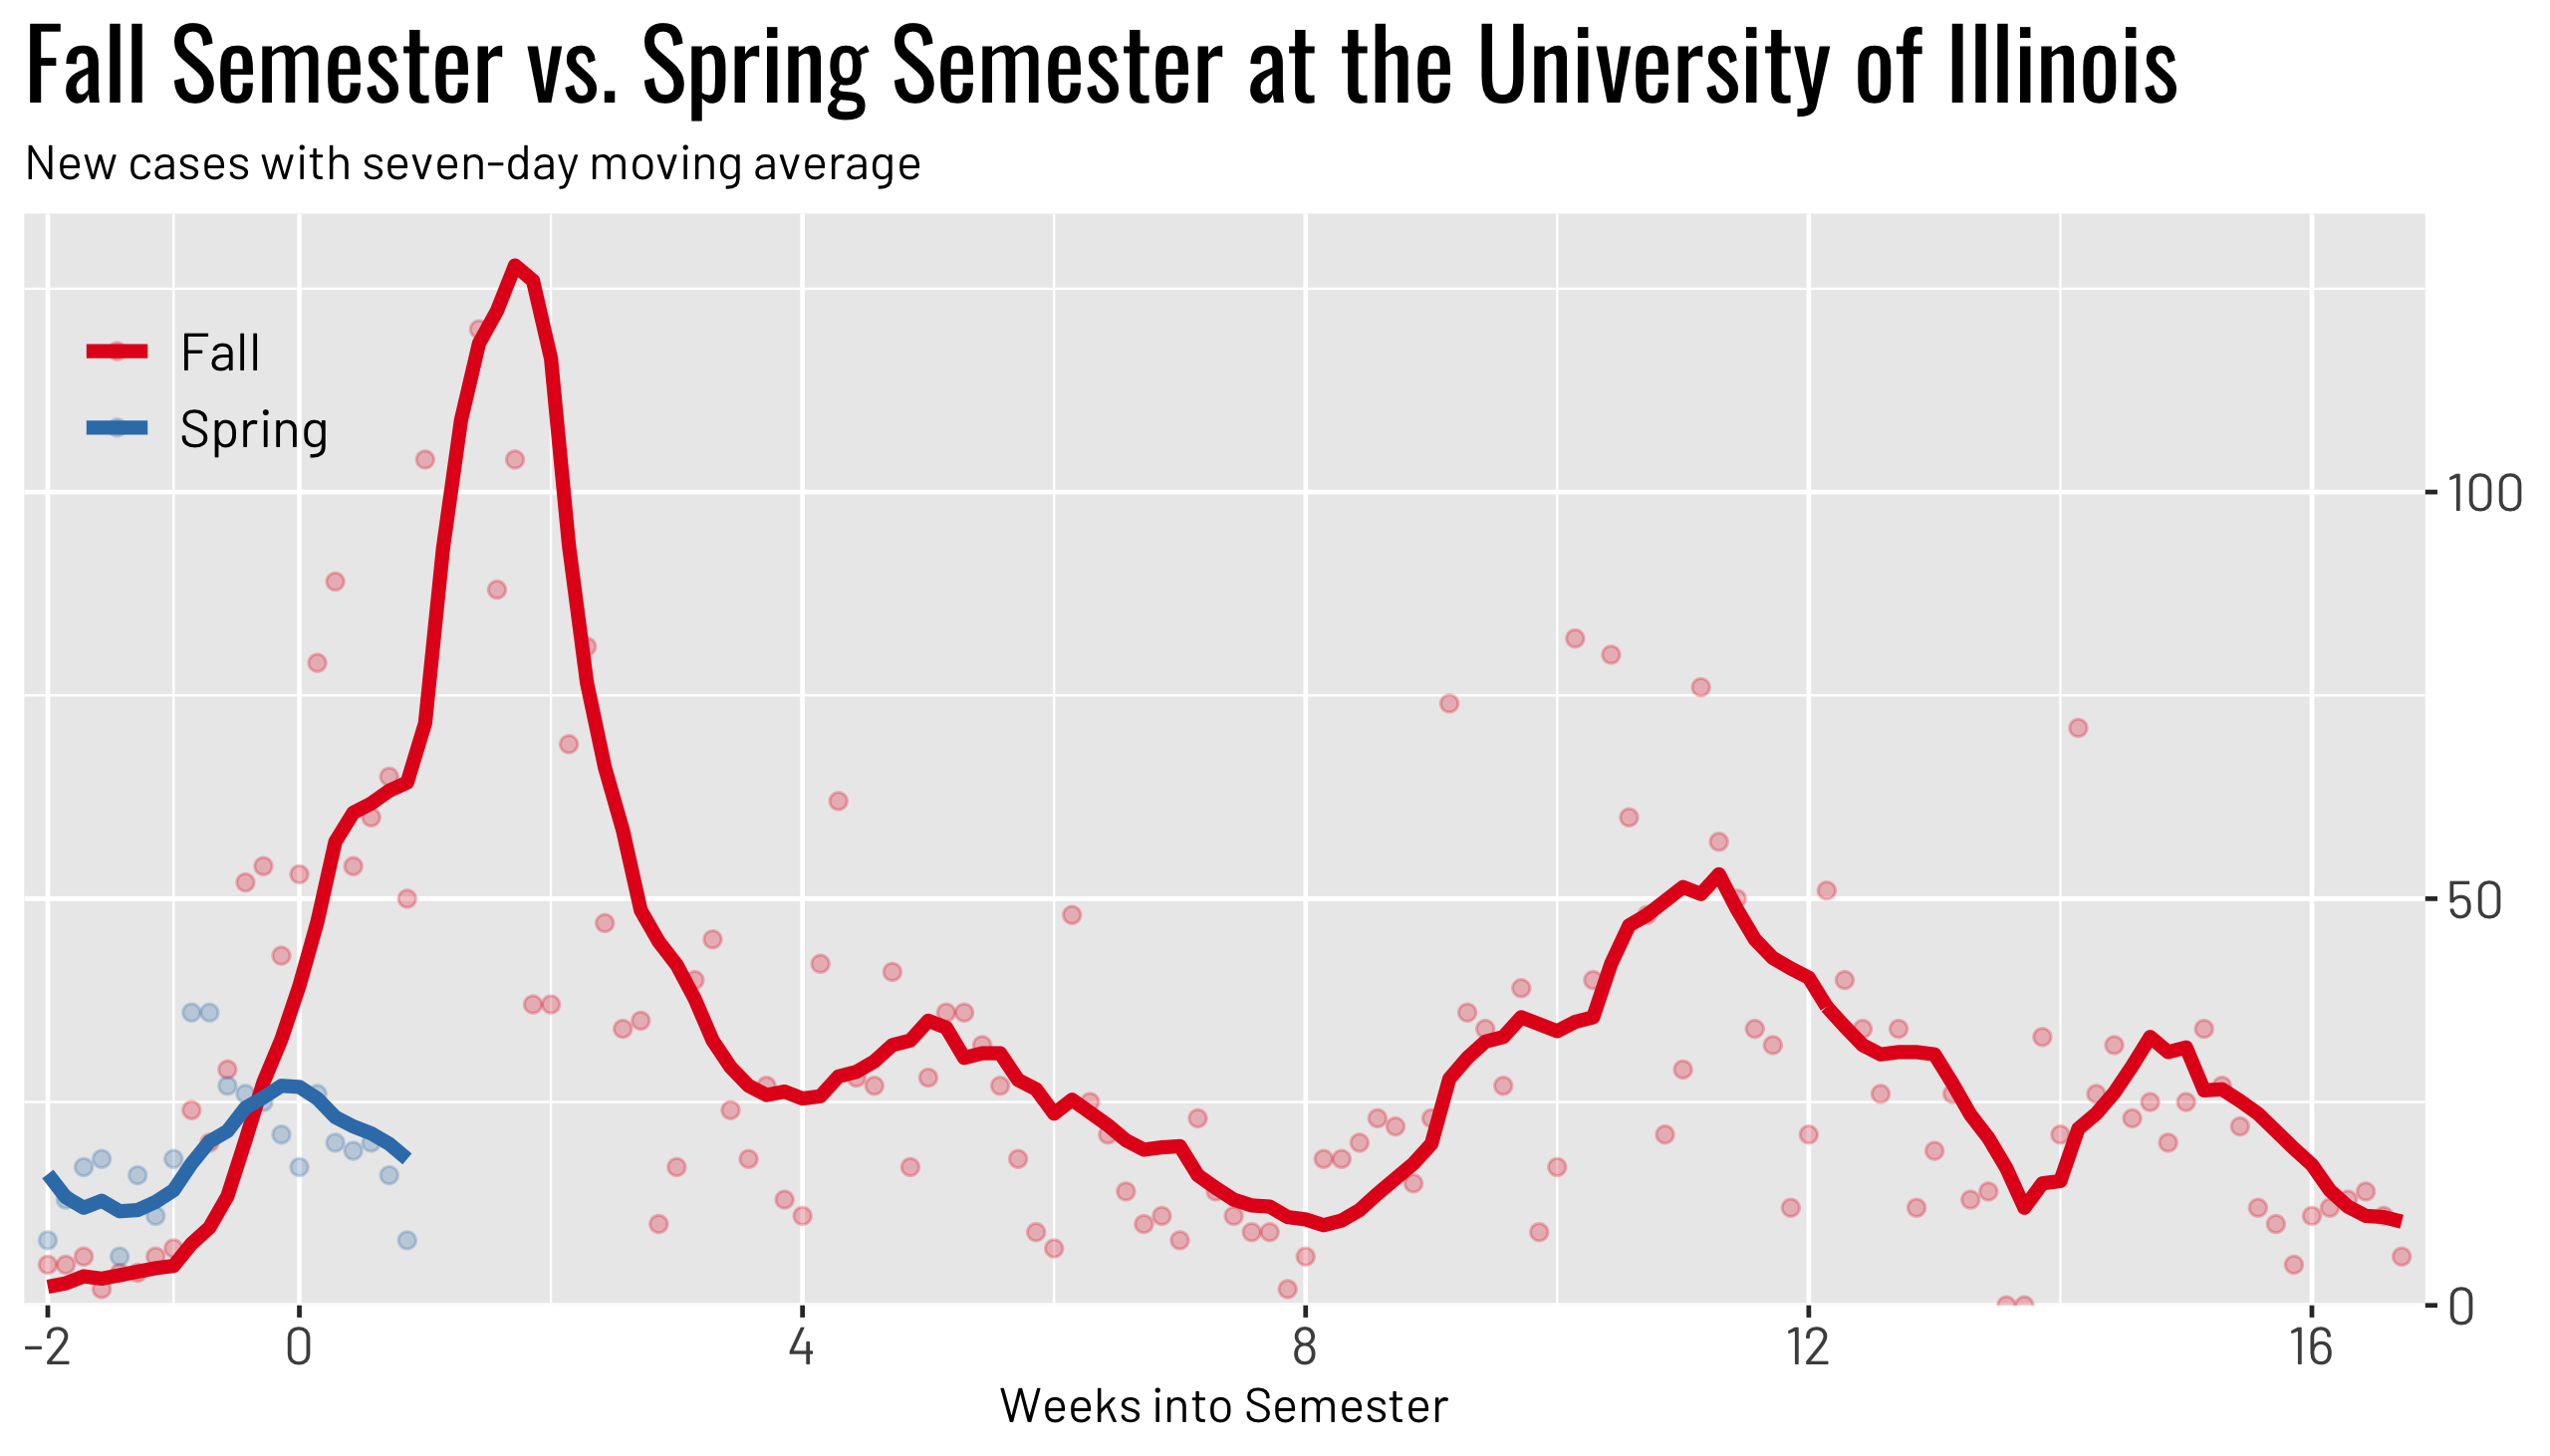 Fall Semester vs. Spring Semester at the University of Illinois
New cases with seven-day moving average
Fall
Spring
100
50
0
-2 0 4 8 12 16
Weeks into Semester